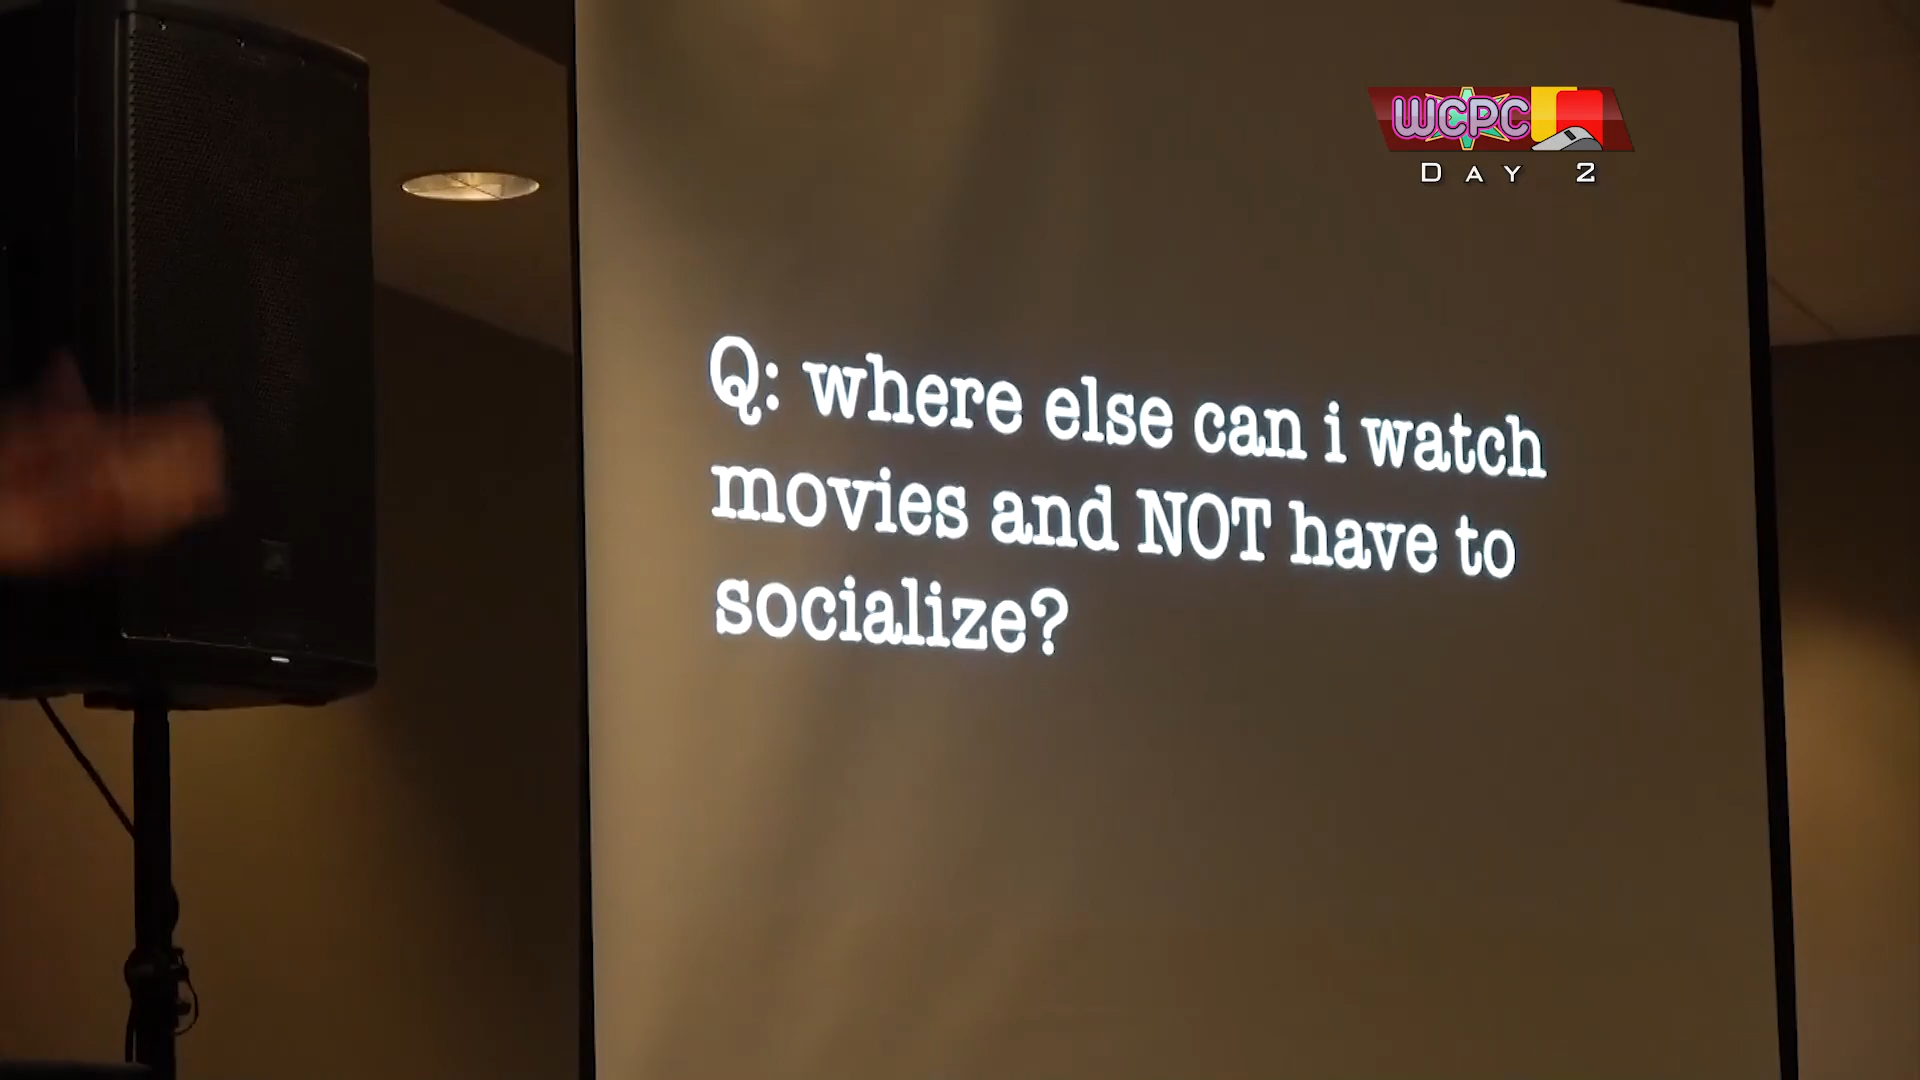 WCPC
Day 2
Q: where else can i watch
movies and NOT have to
socialize?